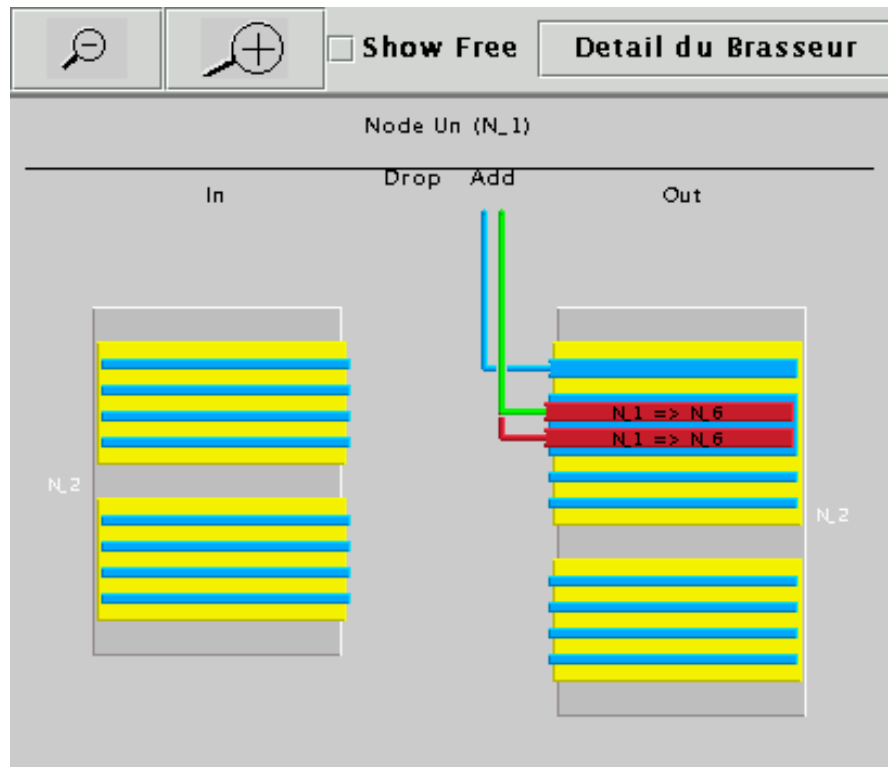 Show Free Detail du Brasseur
Node Un (N_1)
Drop Add
In Out
N_1 => N_6
N_1 => N_6
N_2
N_2